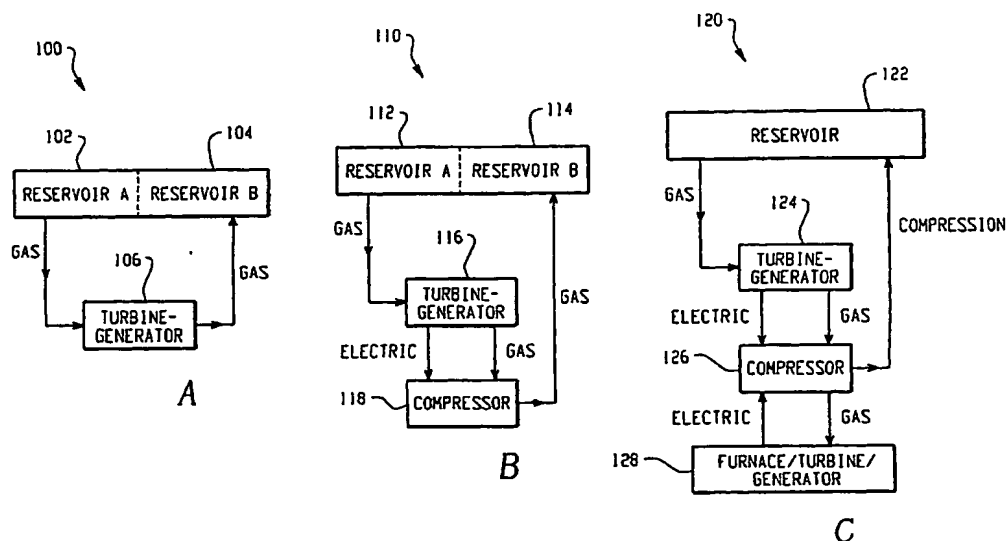 100
102
104
RESERVOIR A
RESERVOIR B
GAS
106
GAS
TURBINE-
GENERATOR
A
110
112
114
RESERVOIR A
RESERVOIR B
GAS
116
TURBINE-
GENERATOR
GAS
ELECTRIC
GAS
118
COMPRESSOR
B
120
122
RESERVOIR
GAS
124
COMPRESSION
TURBINE-
GENERATOR
ELECTRIC
GAS
126
COMPRESSOR
ELECTRIC
GAS
128
FURNACE/TURBINE/
GENERATOR
C